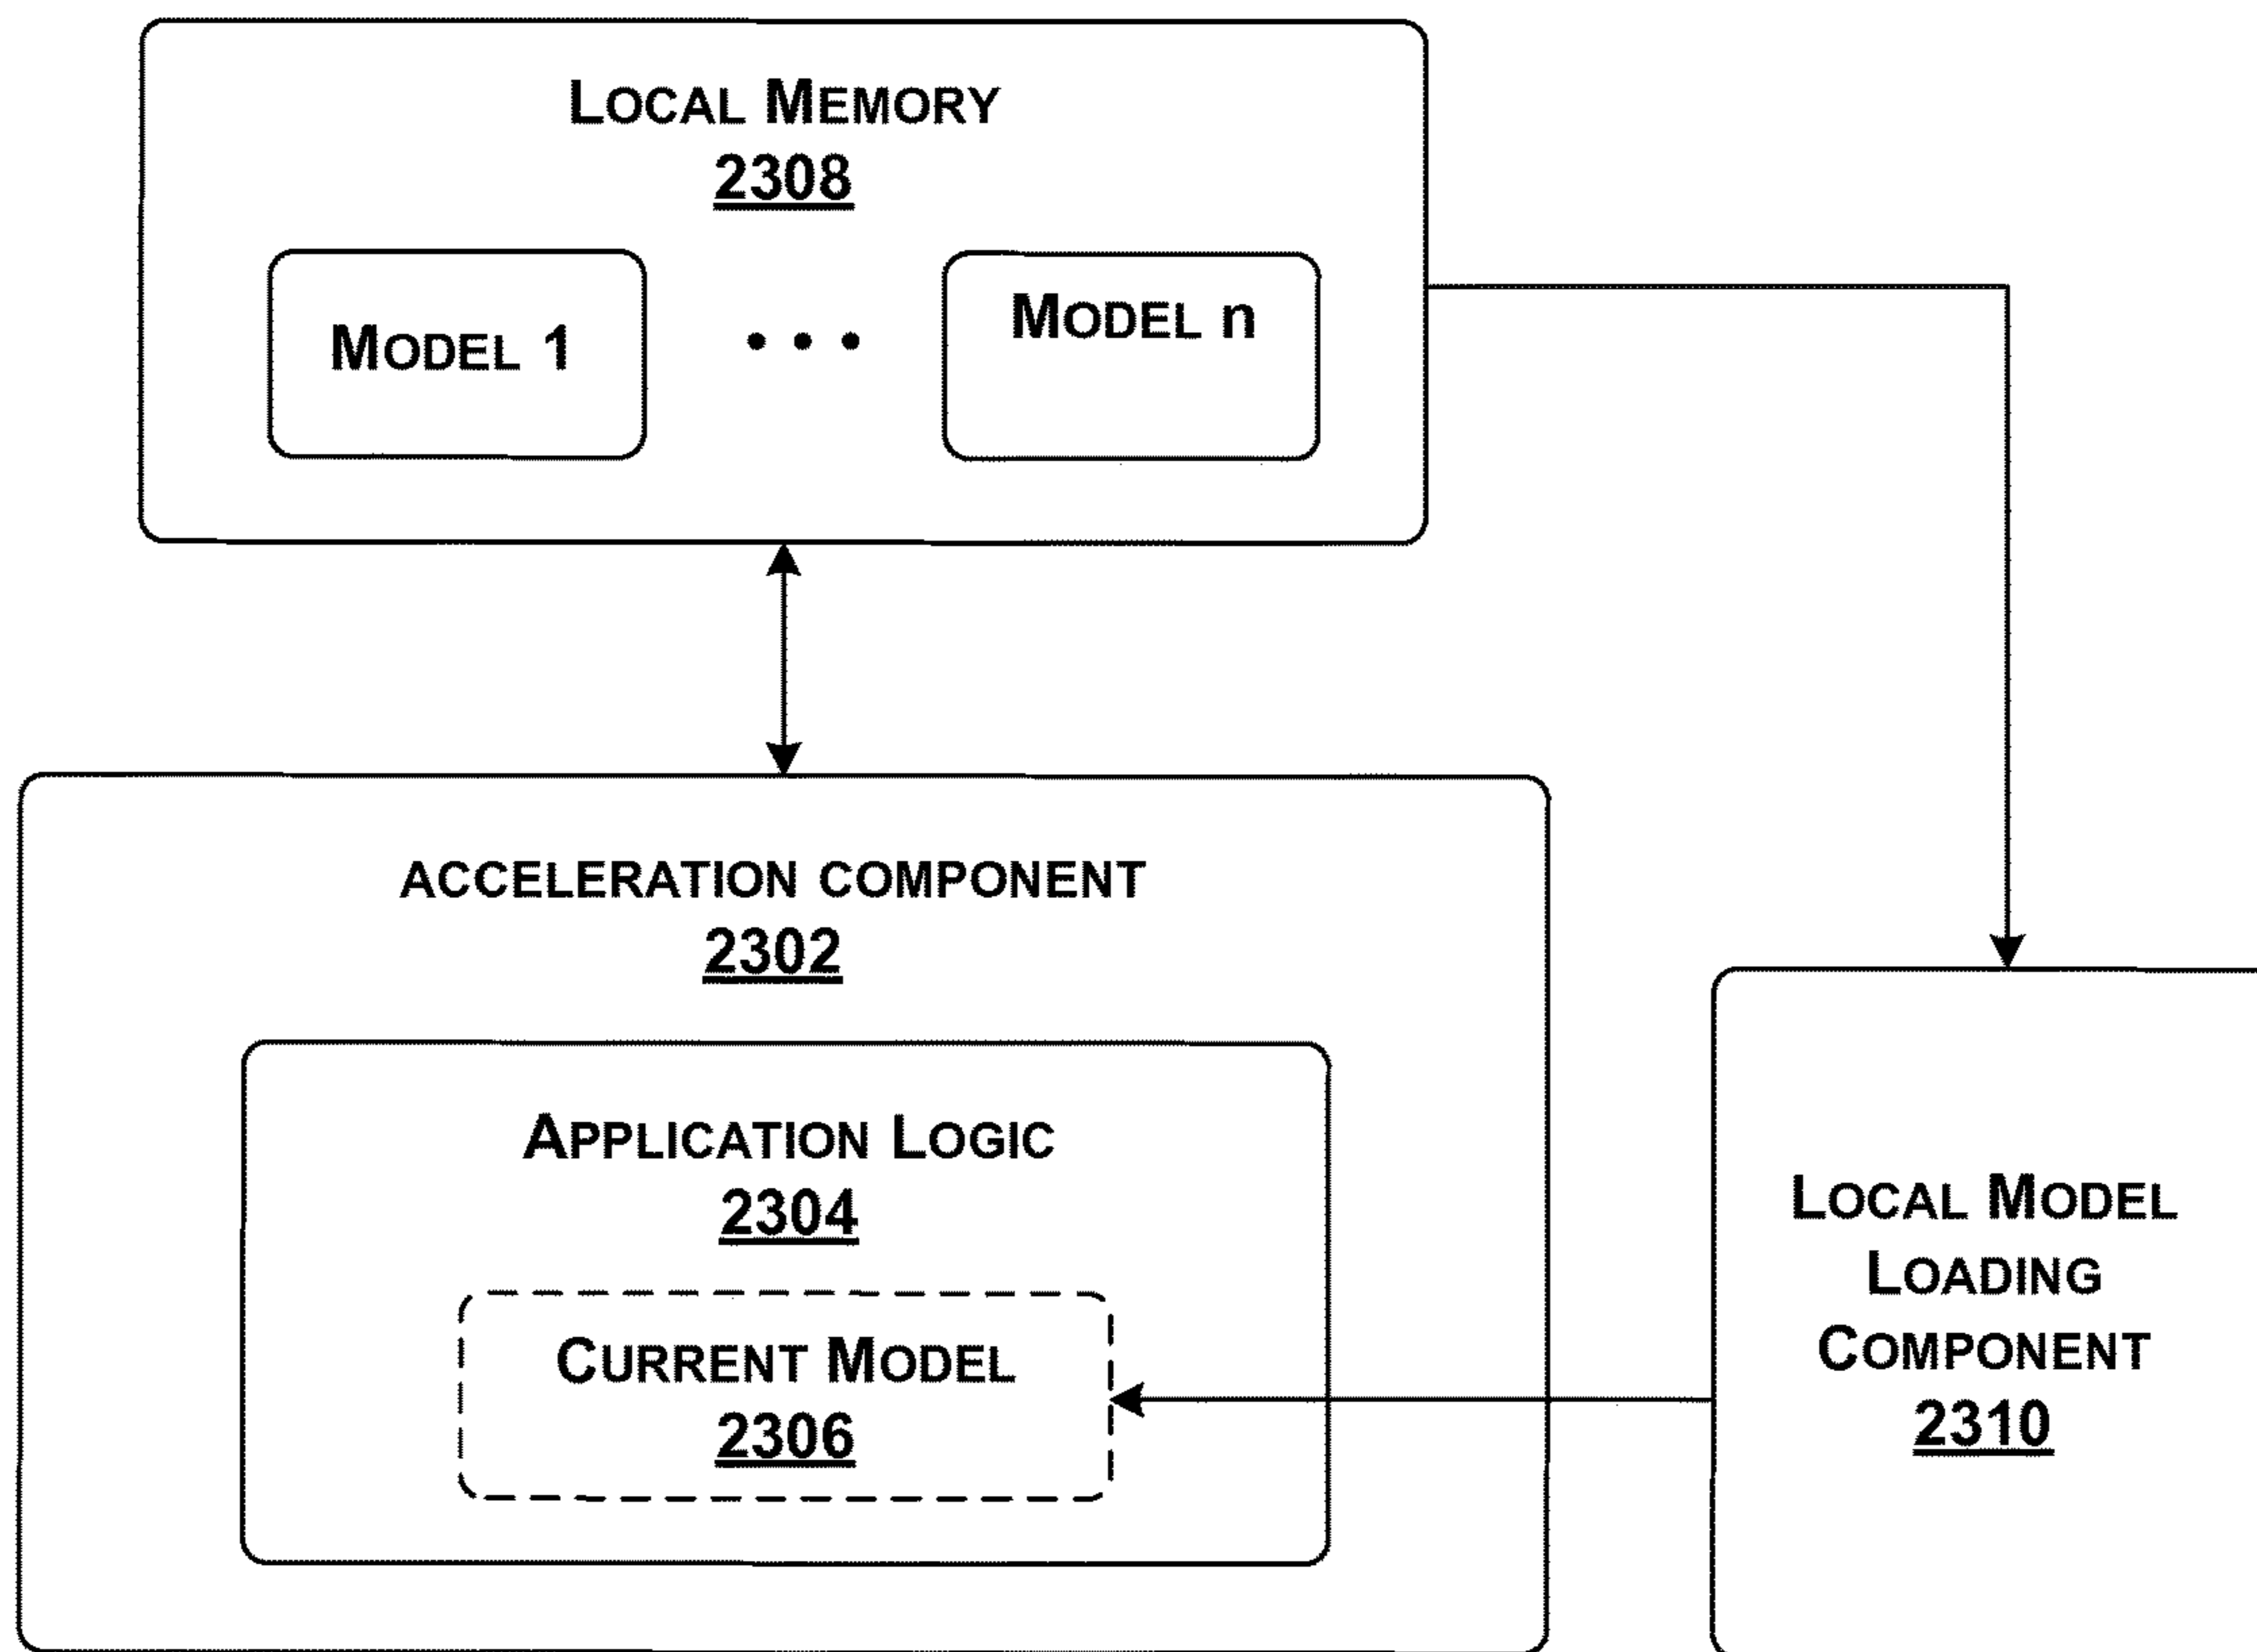 LOCAL MEMORY
2308
MODEL 1
• • •
MODEL n
ACCELERATION COMPONENT
2302
APPLICATION LOGIC
2304
CURRENT MODEL
2306
LOCAL MODEL
LOADING
COMPONENT
2310